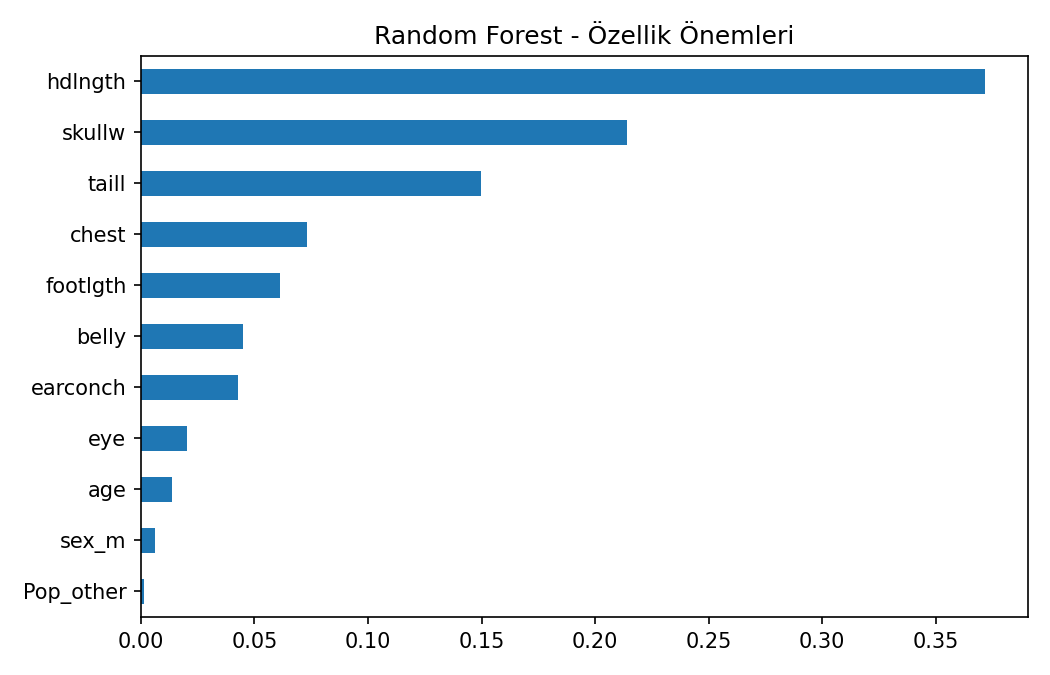 Random Forest - Özellik Önemleri
hdlngth
skullw
taill
chest
footlgth
belly
earconch
eye
age
sex_m
Pop_other
0.00 0.05 0.10 0.15 0.20 0.25 0.30 0.35